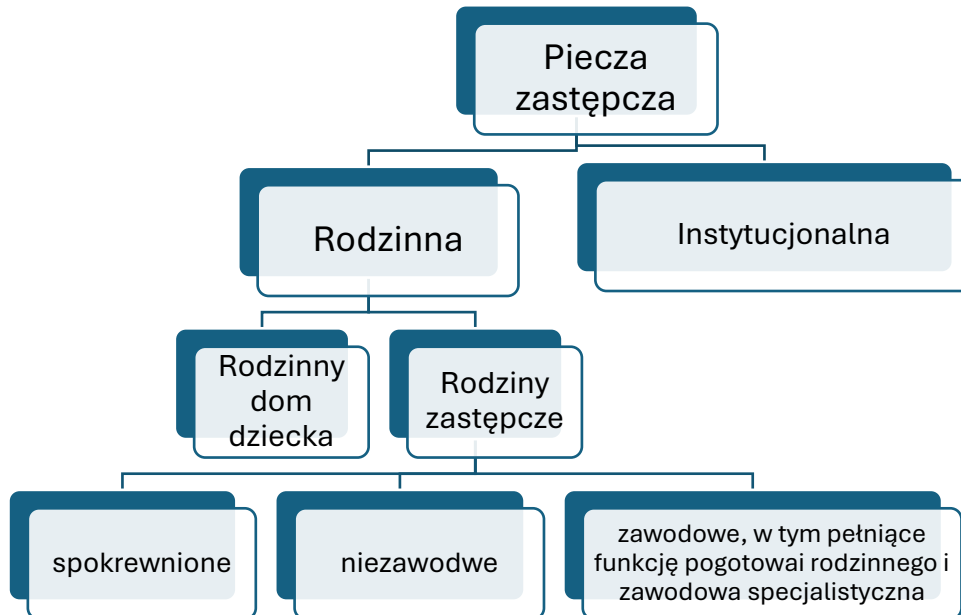 Piecza
zastępcza
Rodzinna
Instytucjonalna
Rodzinny
dom
dziecka
Rodziny
zastępcze
spokrewnione
niezawodwe
zawodowe, w tym pełniące
funkcję pogotowai rodzinnego i
zawodowa specjalistyczna